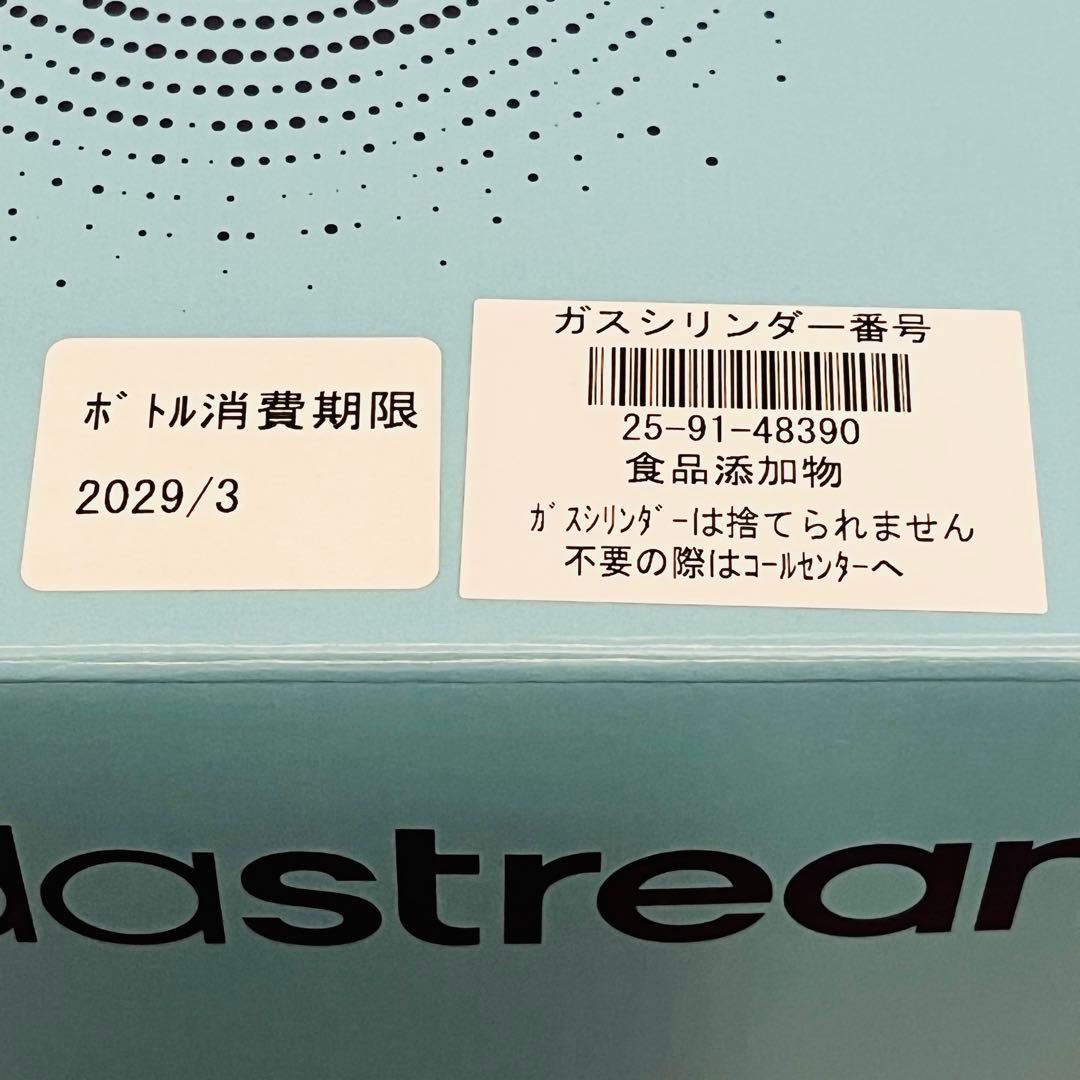 ﾎﾞﾄﾙ消費期限
2029/3
ガスシリンダー番号
25-91-48390
食品添加物
ｶﾞｽｼﾘﾝﾀﾞｰは捨てられません
不要の際はｺｰﾙｾﾝﾀｰへ
dastrear